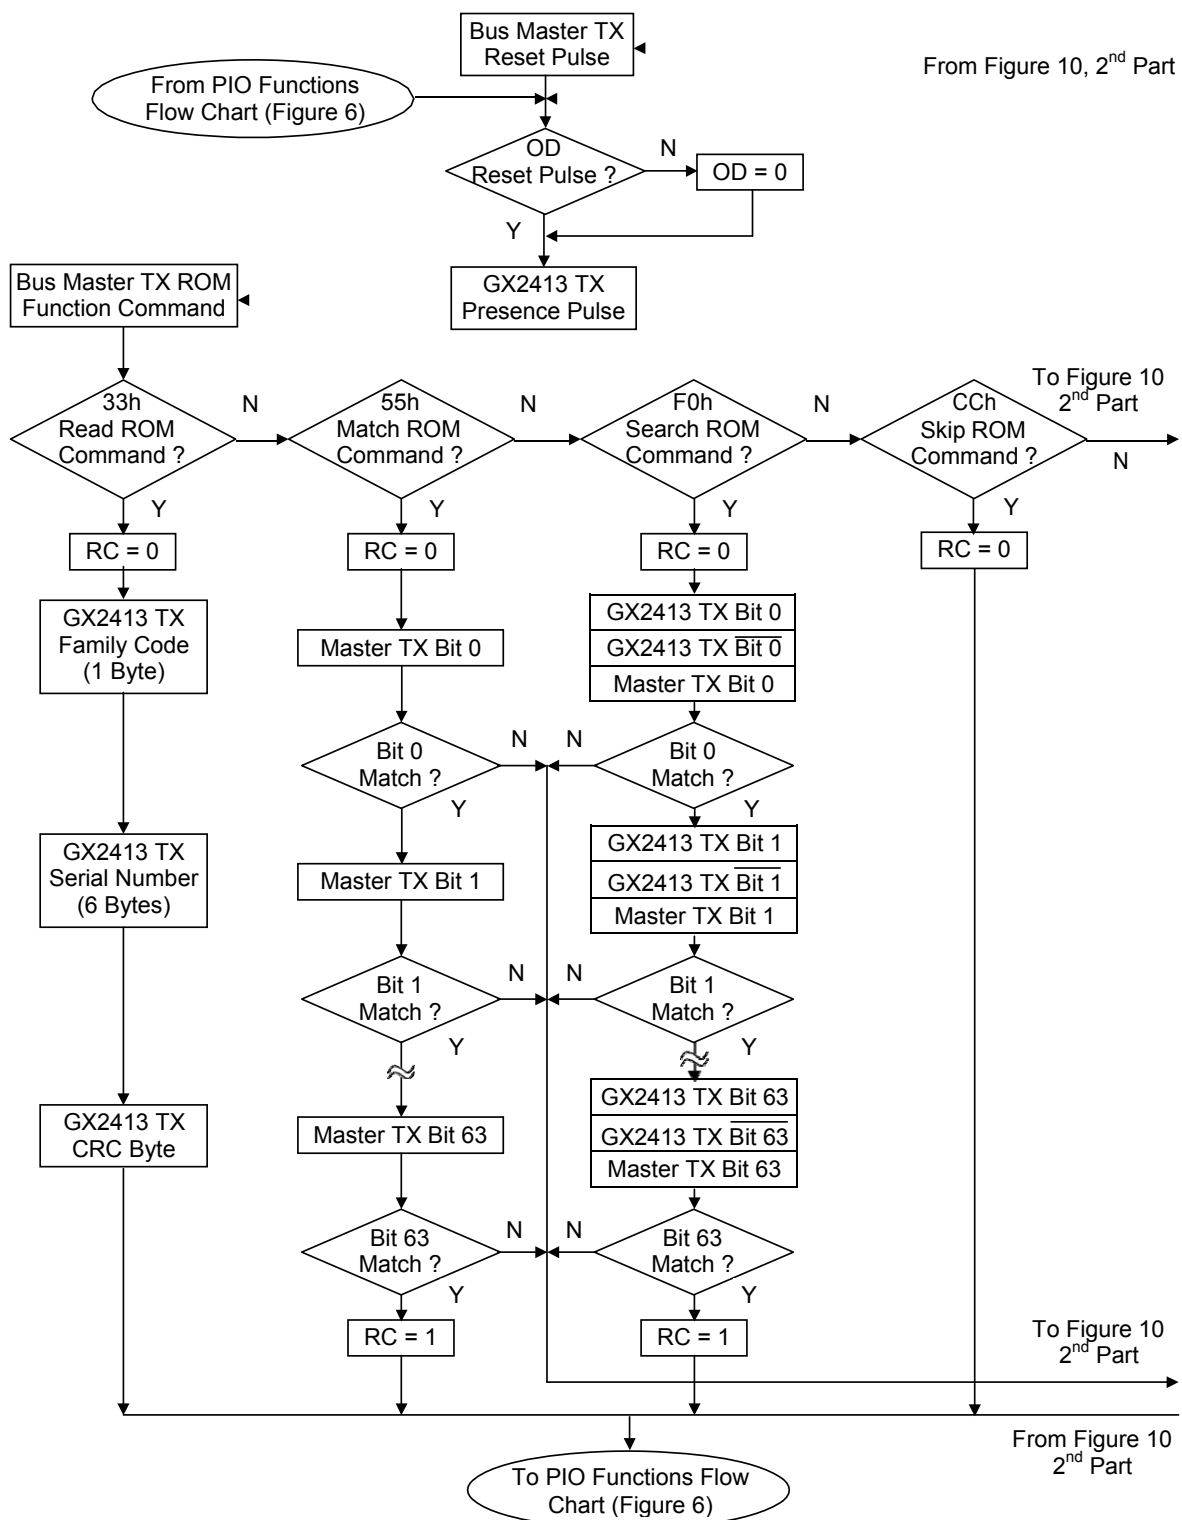 Bus Master TX
Reset Pulse
From Figure 10, 2nd Part
From PIO Functions
Flow Chart (Figure 6)
OD
Reset Pulse ?
N
OD = 0
Y
GX2413 TX
Presence Pulse
Bus Master TX ROM
Function Command
To Figure 10
2nd Part
33h
Read ROM
Command ?
N
55h
Match ROM
Command ?
N
F0h
Search ROM
Command ?
N
CCh
Skip ROM
Command ?
N
Y
Y
Y
Y
RC = 0
RC = 0
RC = 0
RC = 0
GX2413 TX
Family Code
(1 Byte)
Master TX Bit 0
GX2413 TX Bit 0
GX2413 TX B̅i̅t̅ ̅0̅
Master TX Bit 0
Bit 0
Match ?
N
N
Bit 0
Match ?
Y
Y
GX2413 TX
Serial Number
(6 Bytes)
Master TX Bit 1
GX2413 TX Bit 1
GX2413 TX B̅i̅t̅ ̅1̅
Master TX Bit 1
Bit 1
Match ?
N
N
Bit 1
Match ?
Y
Y
GX2413 TX
CRC Byte
Master TX Bit 63
GX2413 TX Bit 63
GX2413 TX B̅i̅t̅ ̅6̅3̅
Master TX Bit 63
Bit 63
Match ?
N
N
Bit 63
Match ?
Y
Y
RC = 1
RC = 1
To Figure 10
2nd Part
From Figure 10
2nd Part
To PIO Functions Flow
Chart (Figure 6)